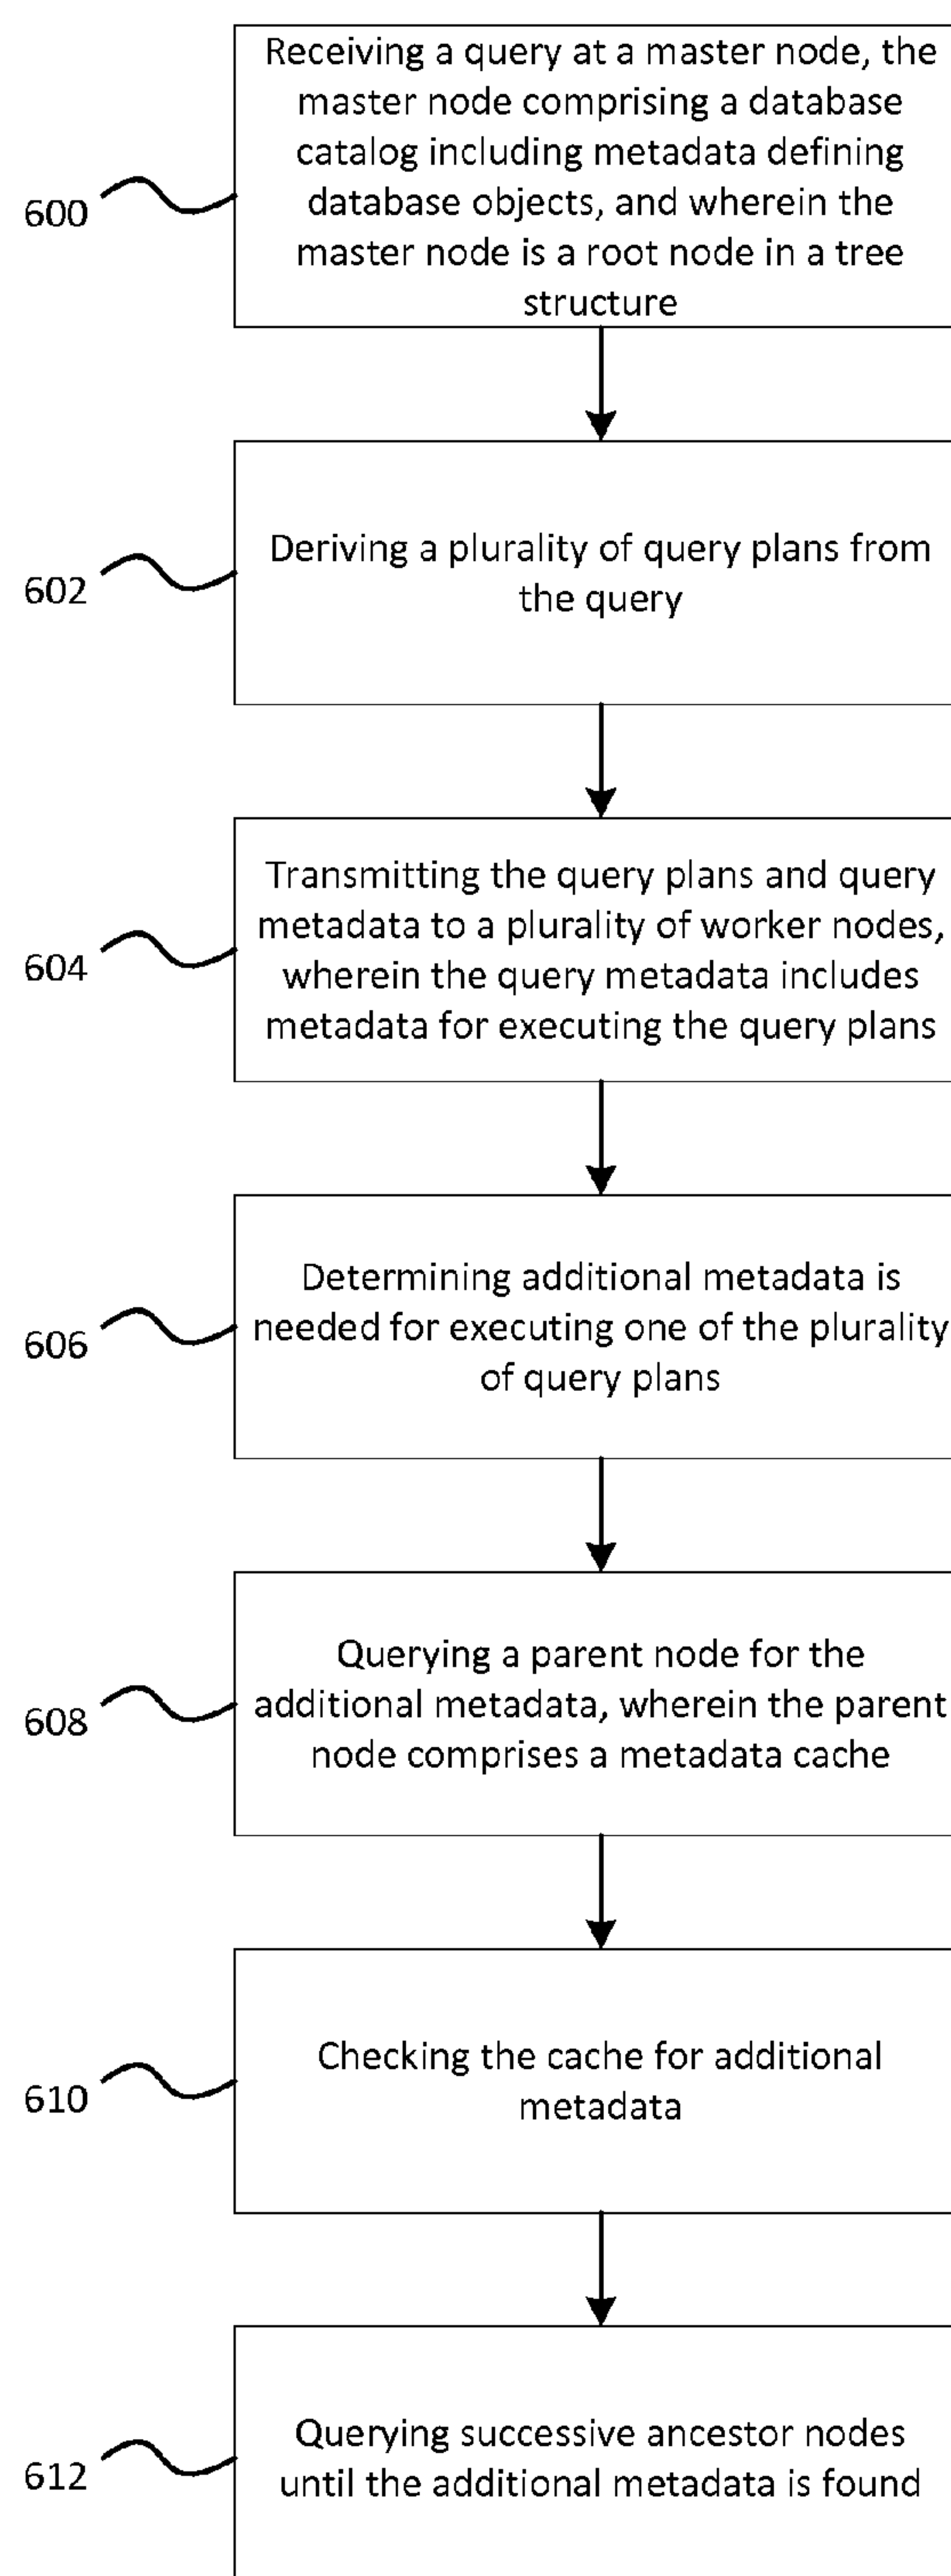 Receiving a query at a master node, the
master node comprising a database
catalog including metadata defining
database objects, and wherein the
master node is a root node in a tree
structure
600
Deriving a plurality of query plans from
the query
602
Transmitting the query plans and query
metadata to a plurality of worker nodes,
wherein the query metadata includes
metadata for executing the query plans
604
Determining additional metadata is
needed for executing one of the plurality
of query plans
606
Querying a parent node for the
additional metadata, wherein the parent
node comprises a metadata cache
608
Checking the cache for additional
metadata
610
Querying successive ancestor nodes
until the additional metadata is found
612